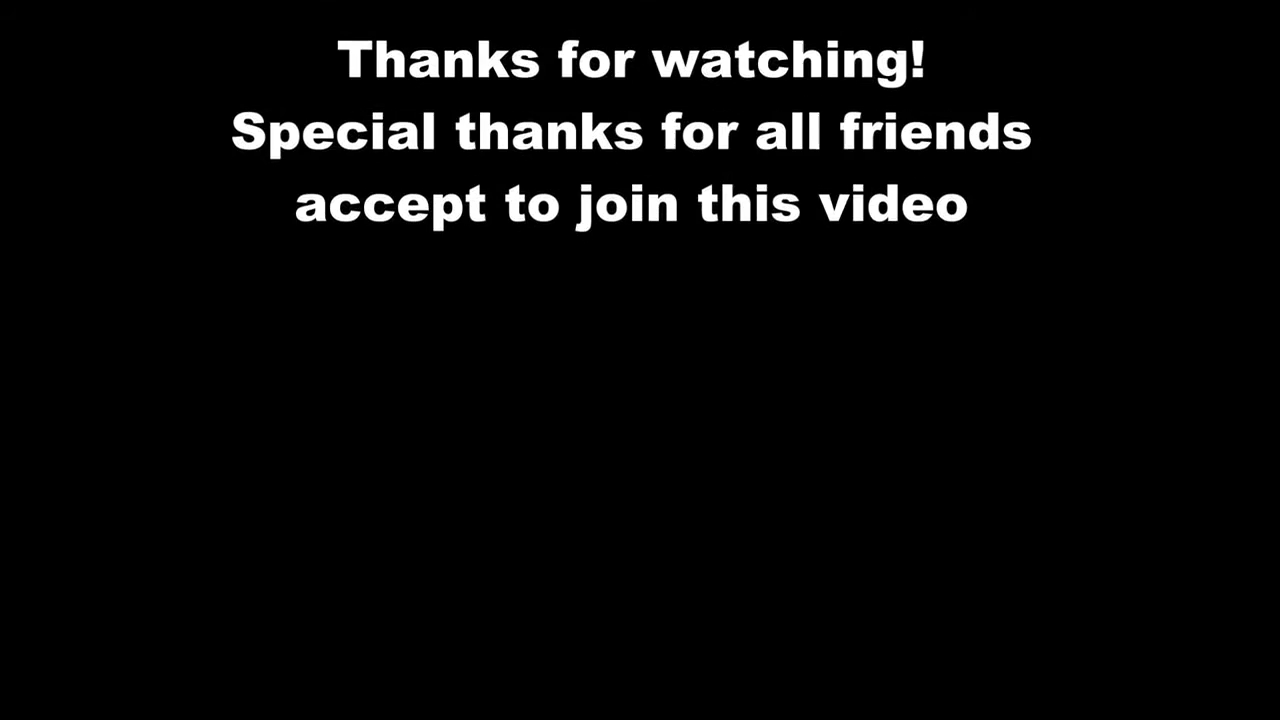 Thanks for watching!
Special thanks for all friends
accept to join this video